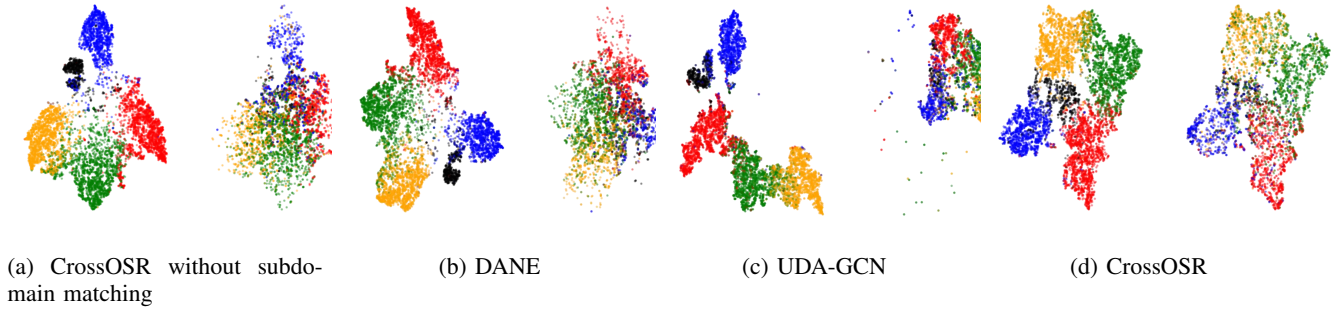 (a) CrossOSR without subdo-
main matching
(b) DANE
(c) UDA-GCN
(d) CrossOSR